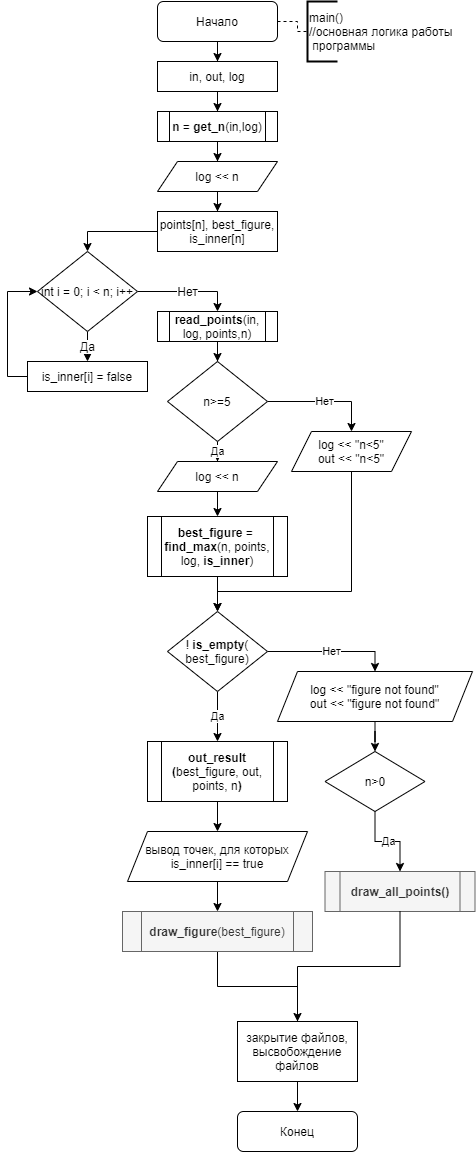 Начало
main()
//основная логика работы
программы
in, out, log
n = get_n(in,log)
log << n
points[n], best_figure,
is_inner[n]
int i = 0; i < n; i++
Нет
Да
is_inner[i] = false
read_points(in,
log, points,n)
n>=5
Нет
Да
log << "n<5"
out << "n<5"
log << n
best_figure =
find_max(n, points,
log, is_inner)
! is_empty(
best_figure)
Нет
Да
log << "figure not found"
out << "figure not found"
out_result
(best_figure, out,
points, n)
n>0
Да
вывод точек, для которых
is_inner[i] == true
draw_all_points()
draw_figure(best_figure)
закрытие файлов,
высвобождение
файлов
Конец